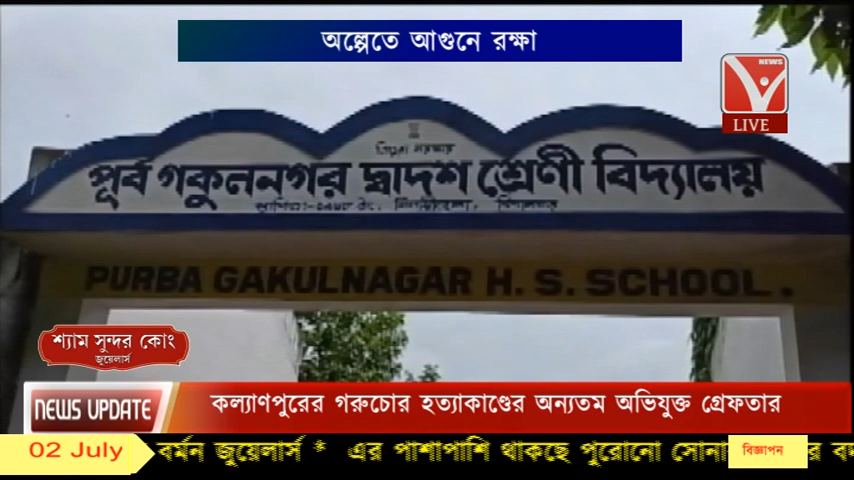 অল্পেতে আগুনে রক্ষা
NEWS
V
LIVE
ত্রিপুরা সরকার
পূর্ব গকুলনগর দ্বাদশ শ্রেণী বিদ্যালয়
PURBA GAKULNAGAR H. S. SCHOOL.
শ্যাম সুন্দর কোং
জুয়েলার্স
NEWS UPDATE
কল্যাণপুরের গরুচোর হত্যাকাণ্ডের অন্যতম অভিযুক্ত গ্রেফতার
02 July
বর্মন জুয়েলার্স * এর পাশাপাশি থাকছে পুরোনো সোনা
বিজ্ঞাপন